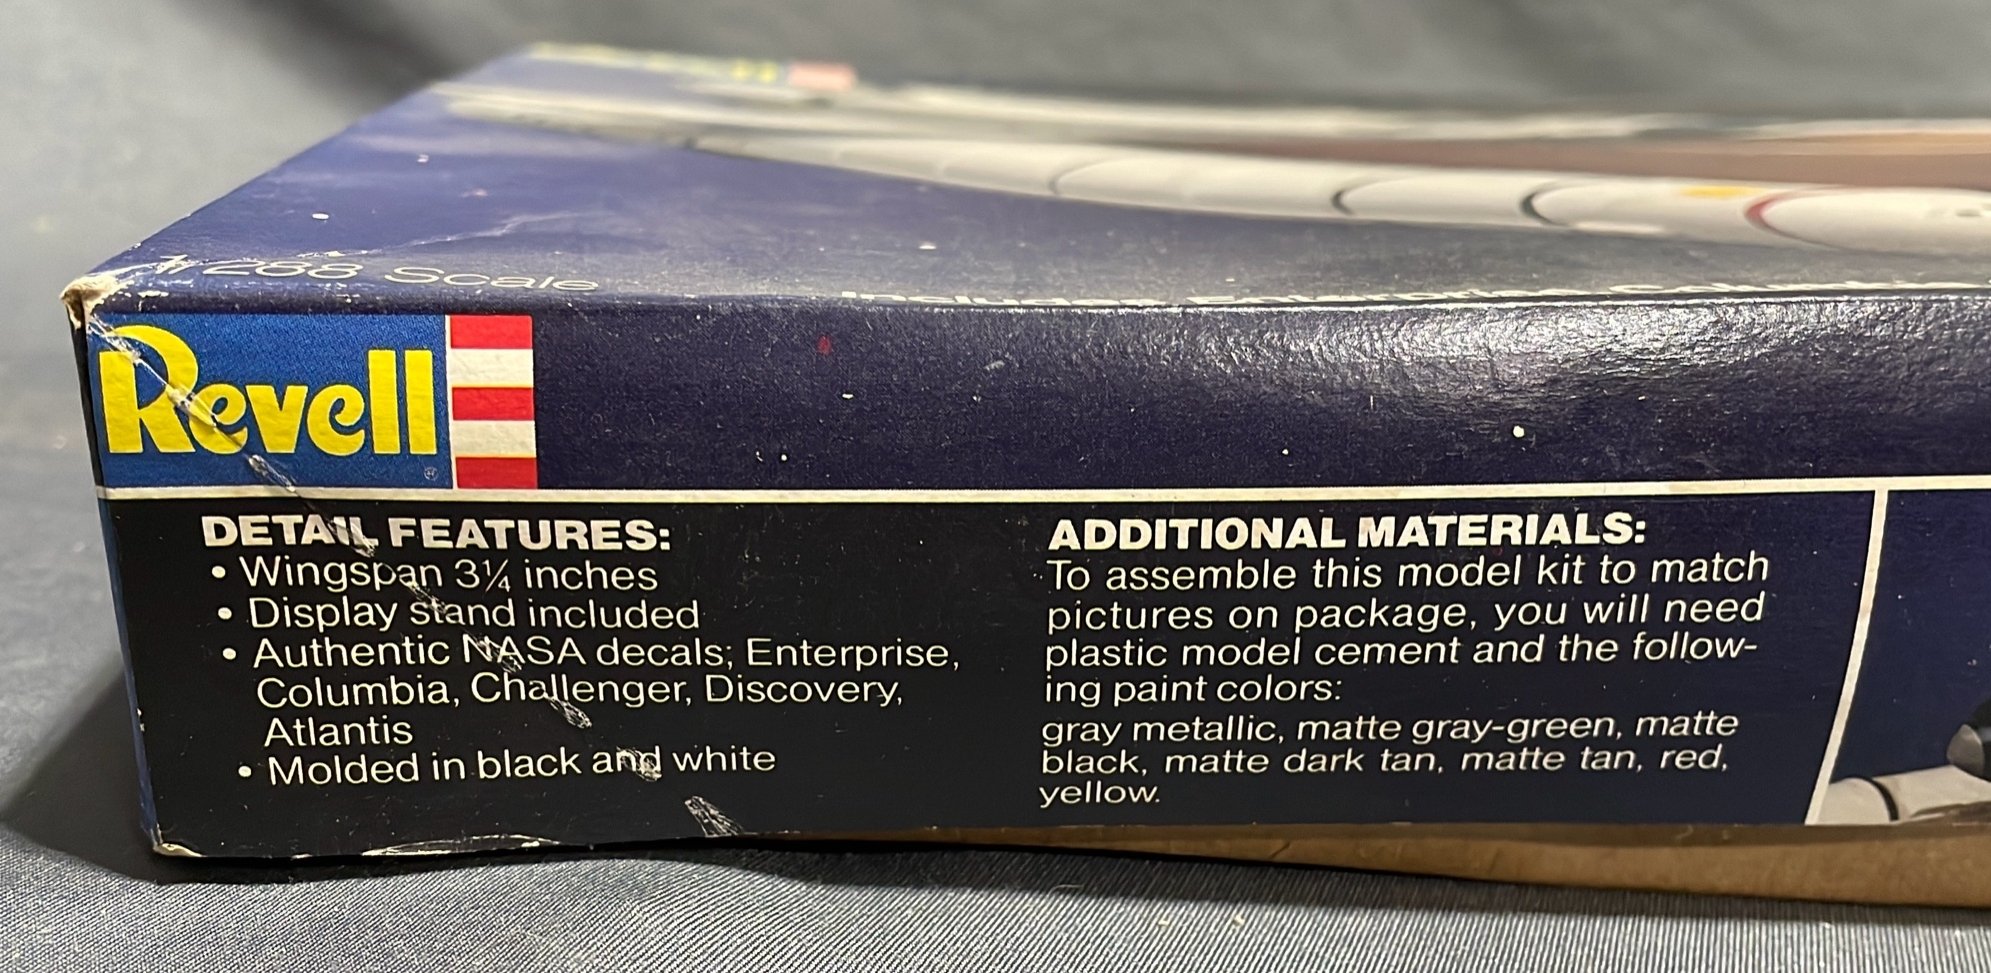 1/288 Scale
Includes Enterprise, Columbia
Revell
DETAIL FEATURES:
• Wingspan 3¼ inches
• Display stand included
• Authentic NASA decals; Enterprise,
Columbia, Challenger, Discovery,
Atlantis
• Molded in black and white
ADDITIONAL MATERIALS:
To assemble this model kit to match
pictures on package, you will need
plastic model cement and the follow-
ing paint colors:
gray metallic, matte gray-green, matte
black, matte dark tan, matte tan, red,
yellow.